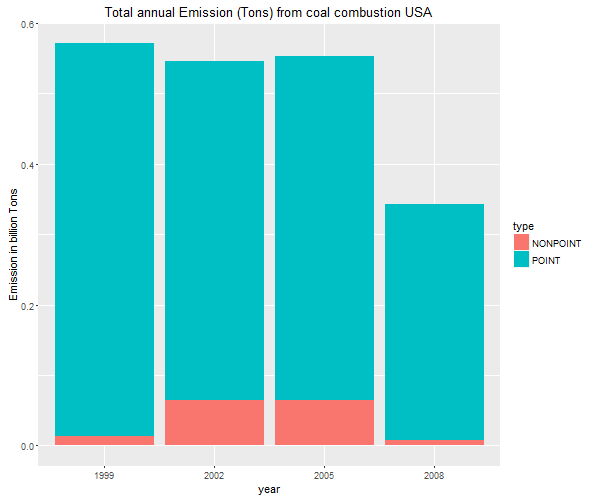 Total annual Emission (Tons) from coal combustion USA
0.6
0.4
0.2
0.0
Emission in billion Tons
1999 2002 2005 2008
year
type
NONPOINT
POINT